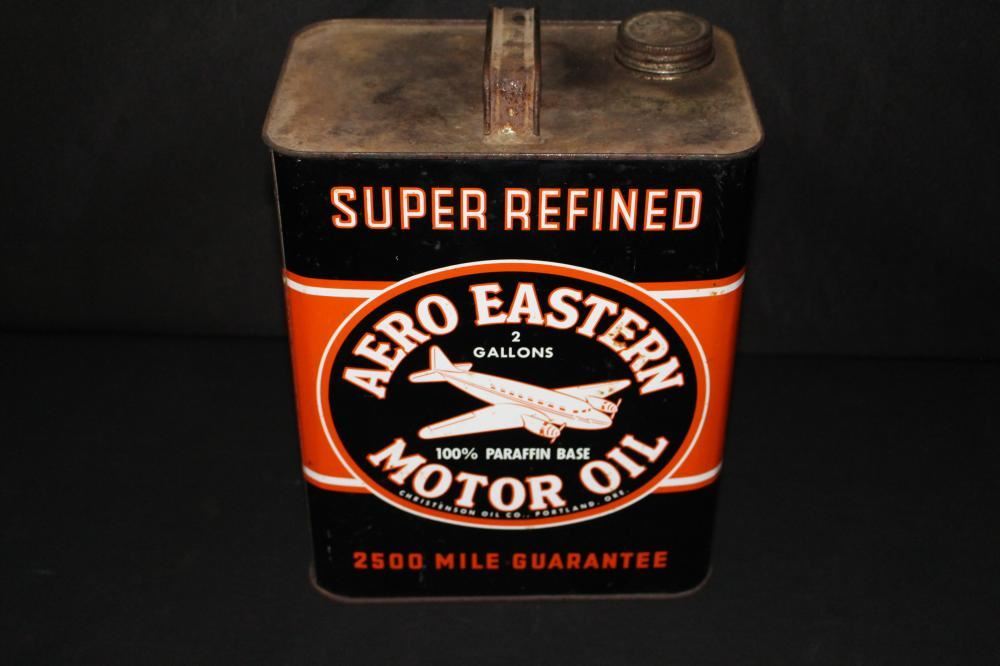 SUPER REFINED
AERO EASTERN
2
GALLONS
100% PARAFFIN BASE
MOTOR OIL
CHRISTENSON OIL CO., PORTLAND, ORE.
2500 MILE GUARANTEE